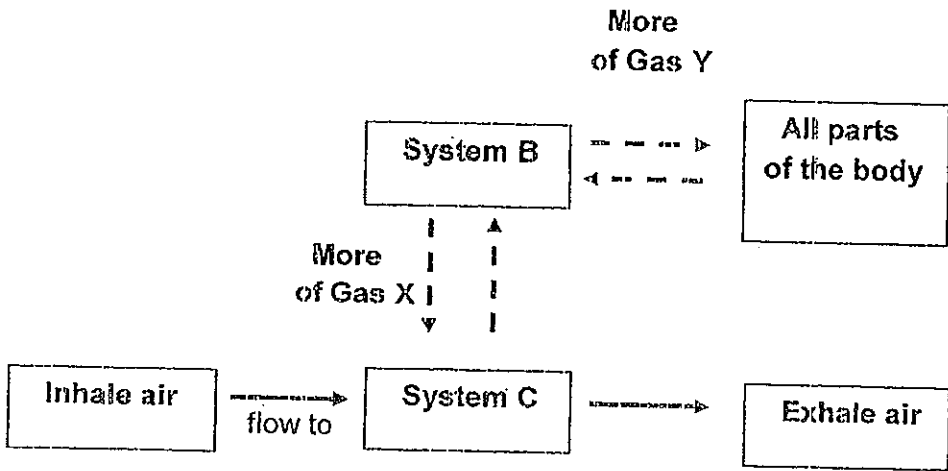 More
of Gas Y
System B
All parts
of the body
More
of Gas X
Inhale air
flow to
System C
Exhale air